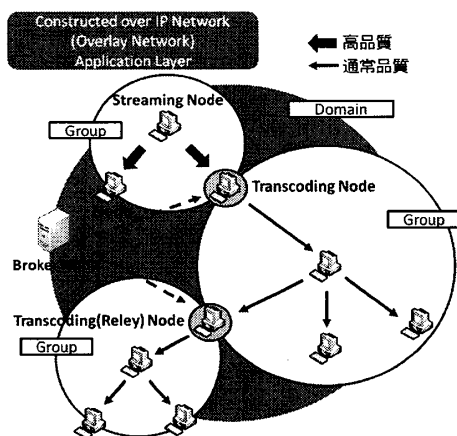 Constructed over IP Network
(Overlay Network)
Application Layer
高品質
通常品質
Streaming Node
Domain
Group
Transcoding Node
Group
Broke
Transcoding(Reley) Node
Group